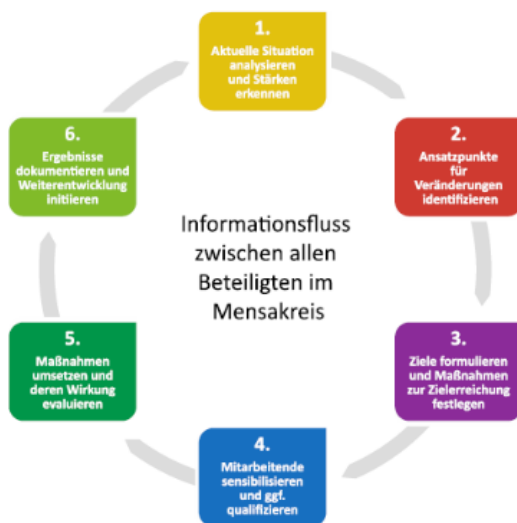 1.
Aktuelle Situation
analysieren
und Stärken
erkennen
2.
Ansatzpunkte
für
Veränderungen
identifizieren
3.
Ziele formulieren
und Maßnahmen
zur Zielerreichung
festlegen
4.
Mitarbeitende
sensibilisieren
und ggf.
qualifizieren
5.
Maßnahmen
umsetzen und
deren Wirkung
evaluieren
6.
Ergebnisse
dokumentieren und
Weiterentwicklung
initiieren
Informationsfluss
zwischen allen
Beteiligten im
Mensakreis